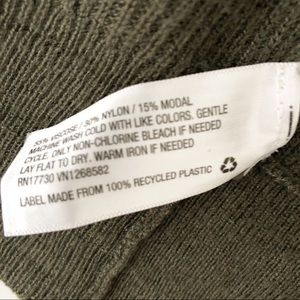 55% VISCOSE / 30% NYLON / 15% MODAL
MACHINE WASH COLD WITH LIKE COLORS. GENTLE
CYCLE. ONLY NON-CHLORINE BLEACH IF NEEDED
LAY FLAT TO DRY. WARM IRON IF NEEDED
RN17730 VN1268582
LABEL MADE FROM 100% RECYCLED PLASTIC